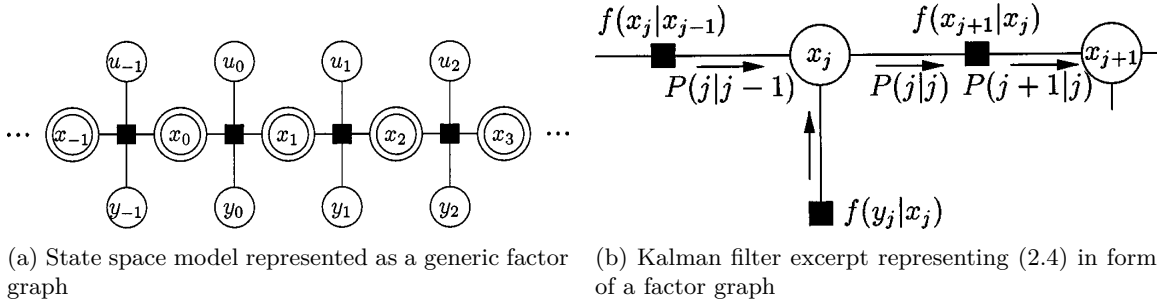 u_{-1} u_0 u_1 u_2
... x_{-1} x_0 x_1 x_2 x_3 ...
y_{-1} y_0 y_1 y_2
(a) State space model represented as a generic factor
graph
f(x_j|x_{j-1}) f(x_{j+1}|x_j)
x_j x_{j+1}
P(j|j − 1) P(j|j) P(j + 1|j)
f(y_j|x_j)
(b) Kalman filter excerpt representing (2.4) in form
of a factor graph